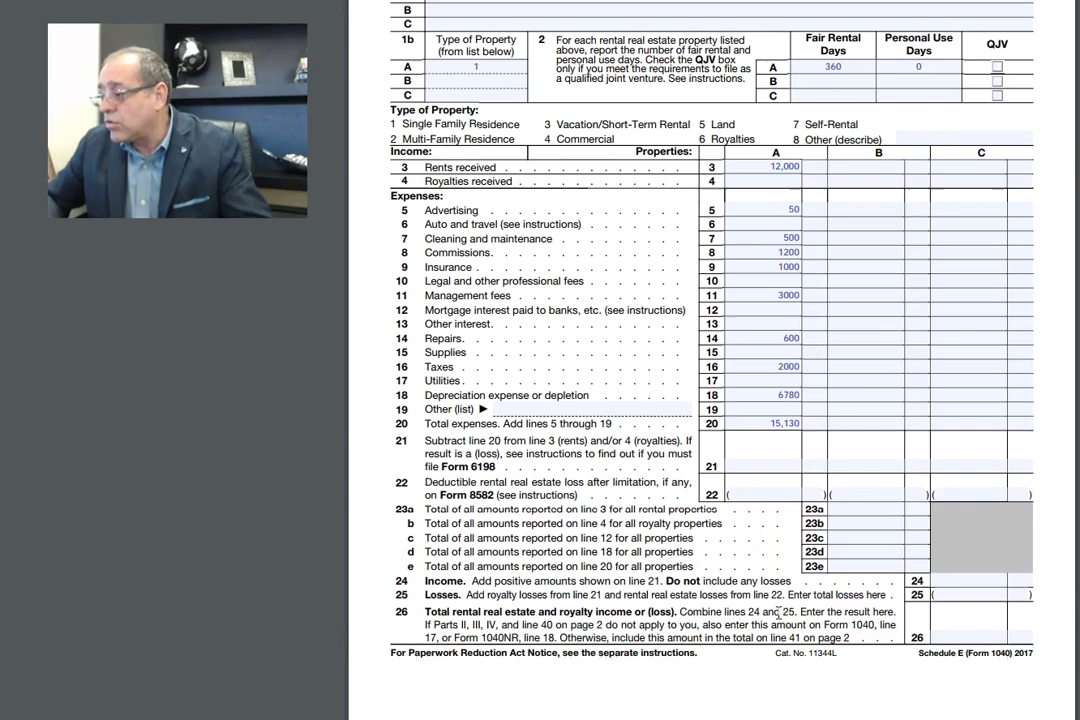 B
C
1b Type of Property (from list below) 2 For each rental real estate property listed above, report the number of fair rental and personal use days. Check the QJV box only if you meet the requirements to file as a qualified joint venture. See instructions. Fair Rental Days Personal Use Days QJV
A 1 A 360 0
B B
C C
Type of Property:
1 Single Family Residence 3 Vacation/Short-Term Rental 5 Land 7 Self-Rental
2 Multi-Family Residence 4 Commercial 6 Royalties 8 Other (describe)
Income: Properties: A B C
3 Rents received . . . . . . . . . . . . . 3 12,000
4 Royalties received . . . . . . . . . . . . 4
Expenses:
5 Advertising . . . . . . . . . . . . . . 5 50
6 Auto and travel (see instructions) . . . . . . . 6
7 Cleaning and maintenance . . . . . . . . . 7 500
8 Commissions. . . . . . . . . . . . . . 8 1200
9 Insurance . . . . . . . . . . . . . . . 9 1000
10 Legal and other professional fees . . . . . . . 10
11 Management fees . . . . . . . . . . . . 11 3000
12 Mortgage interest paid to banks, etc. (see instructions) 12
13 Other interest. . . . . . . . . . . . . . 13
14 Repairs. . . . . . . . . . . . . . . . 14 600
15 Supplies . . . . . . . . . . . . . . . 15
16 Taxes . . . . . . . . . . . . . . . . 16 2000
17 Utilities. . . . . . . . . . . . . . . . 17
18 Depreciation expense or depletion . . . . . . 18 6780
19 Other (list) ▶ 19
20 Total expenses. Add lines 5 through 19 . . . . . 20 15,130
21 Subtract line 20 from line 3 (rents) and/or 4 (royalties). If
result is a (loss), see instructions to find out if you must
file Form 6198 . . . . . . . . . . . . . 21
22 Deductible rental real estate loss after limitation, if any,
on Form 8582 (see instructions) . . . . . . . 22 ( ) ( ) ( )
23a Total of all amounts reported on line 3 for all rental properties . . . . 23a
b Total of all amounts reported on line 4 for all royalty properties . . . . 23b
c Total of all amounts reported on line 12 for all properties . . . . . . 23c
d Total of all amounts reported on line 18 for all properties . . . . . . 23d
e Total of all amounts reported on line 20 for all properties . . . . . . 23e
24 Income. Add positive amounts shown on line 21. Do not include any losses . . . . . . . 24
25 Losses. Add royalty losses from line 21 and rental real estate losses from line 22. Enter total losses here . 25 ( )
26 Total rental real estate and royalty income or (loss). Combine lines 24 and 25. Enter the result here.
If Parts II, III, IV, and line 40 on page 2 do not apply to you, also enter this amount on Form 1040, line
17, or Form 1040NR, line 18. Otherwise, include this amount in the total on line 41 on page 2 . . . 26
For Paperwork Reduction Act Notice, see the separate instructions. Cat. No. 11344L Schedule E (Form 1040) 2017